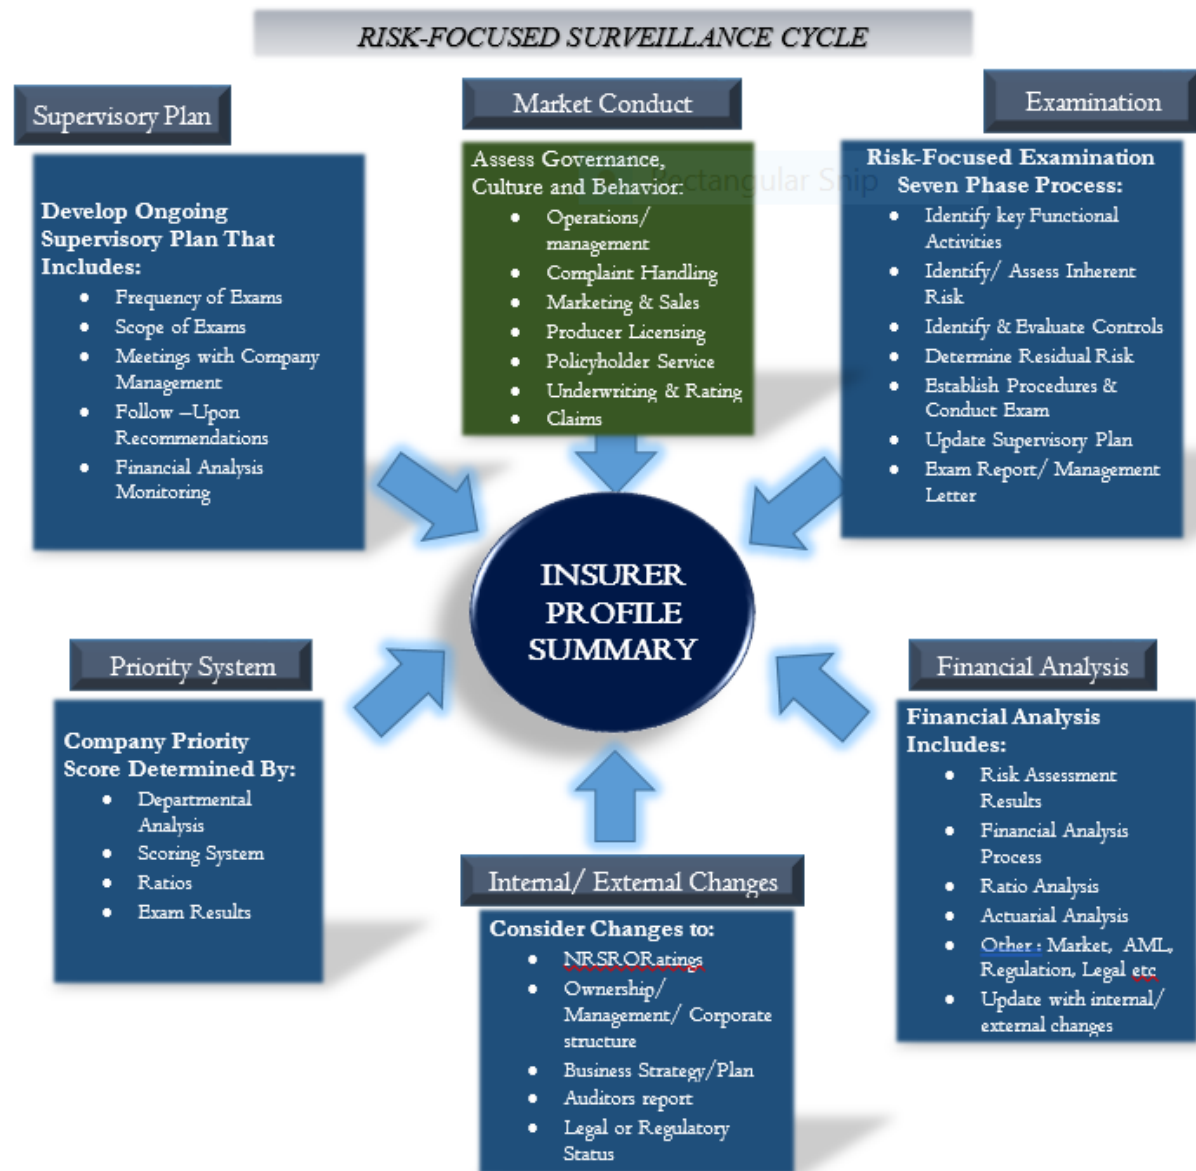 RISK-FOCUSED SURVEILLANCE CYCLE
Supervisory Plan
Develop Ongoing
Supervisory Plan That
Includes:
• Frequency of Exams
• Scope of Exams
• Meetings with Company
Management
• Follow –Upon
Recommendations
• Financial Analysis
Monitoring
Market Conduct
Assess Governance,
Culture and Behavior:
• Operations/
management
• Complaint Handling
• Marketing & Sales
• Producer Licensing
• Policyholder Service
• Underwriting & Rating
• Claims
Rectangular Snip
Examination
Risk-Focused Examination
Seven Phase Process:
• Identify key Functional
Activities
• Identify/ Assess Inherent
Risk
• Identify & Evaluate Controls
• Determine Residual Risk
• Establish Procedures &
Conduct Exam
• Update Supervisory Plan
• Exam Report/ Management
Letter
INSURER
PROFILE
SUMMARY
Priority System
Company Priority
Score Determined By:
• Departmental
Analysis
• Scoring System
• Ratios
• Exam Results
Internal/ External Changes
Consider Changes to:
• NRSRORatings
• Ownership/
Management/ Corporate
structure
• Business Strategy/Plan
• Auditors report
• Legal or Regulatory
Status
Financial Analysis
Financial Analysis
Includes:
• Risk Assessment
Results
• Financial Analysis
Process
• Ratio Analysis
• Actuarial Analysis
• Other : Market, AML,
Regulation, Legal etc
• Update with internal/
external changes